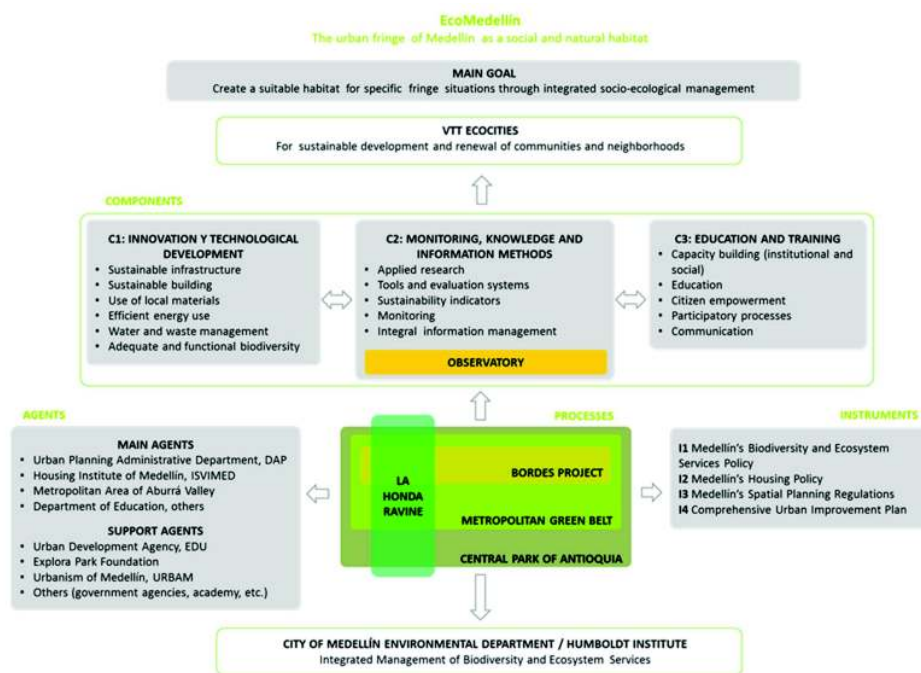 EcoMedellín
The urban fringe of Medellín as a social and natural habitat
MAIN GOAL
Create a suitable habitat for specific fringe situations through integrated socio-ecological management
VTT ECOCITIES
For sustainable development and renewal of communities and neighborhoods
COMPONENTS
C1: INNOVATION Y TECHNOLOGICAL
DEVELOPMENT
• Sustainable infrastructure
• Sustainable building
• Use of local materials
• Efficient energy use
• Water and waste management
• Adequate and functional biodiversity
C2: MONITORING, KNOWLEDGE AND
INFORMATION METHODS
• Applied research
• Tools and evaluation systems
• Sustainability indicators
• Monitoring
• Integral information management
OBSERVATORY
C3: EDUCATION AND TRAINING
• Capacity building (institutional and
social)
• Education
• Citizen empowerment
• Participatory processes
• Communication
AGENTS
MAIN AGENTS
• Urban Planning Administrative Department, DAP
• Housing Institute of Medellín, ISVIMED
• Metropolitan Area of Aburrá Valley
• Department of Education, others
SUPPORT AGENTS
• Urban Development Agency, EDU
• Explora Park Foundation
• Urbanism of Medellín, URBAM
• Others (government agencies, academy, etc.)
PROCESSES
LA
HONDA
RAVINE
BORDES PROJECT
METROPOLITAN GREEN BELT
CENTRAL PARK OF ANTIOQUIA
INSTRUMENTS
I1 Medellín's Biodiversity and Ecosystem
Services Policy
I2 Medellín's Housing Policy
I3 Medellín's Spatial Planning Regulations
I4 Comprehensive Urban Improvement Plan
CITY OF MEDELLÍN ENVIRONMENTAL DEPARTMENT / HUMBOLDT INSTITUTE
Integrated Management of Biodiversity and Ecosystem Services